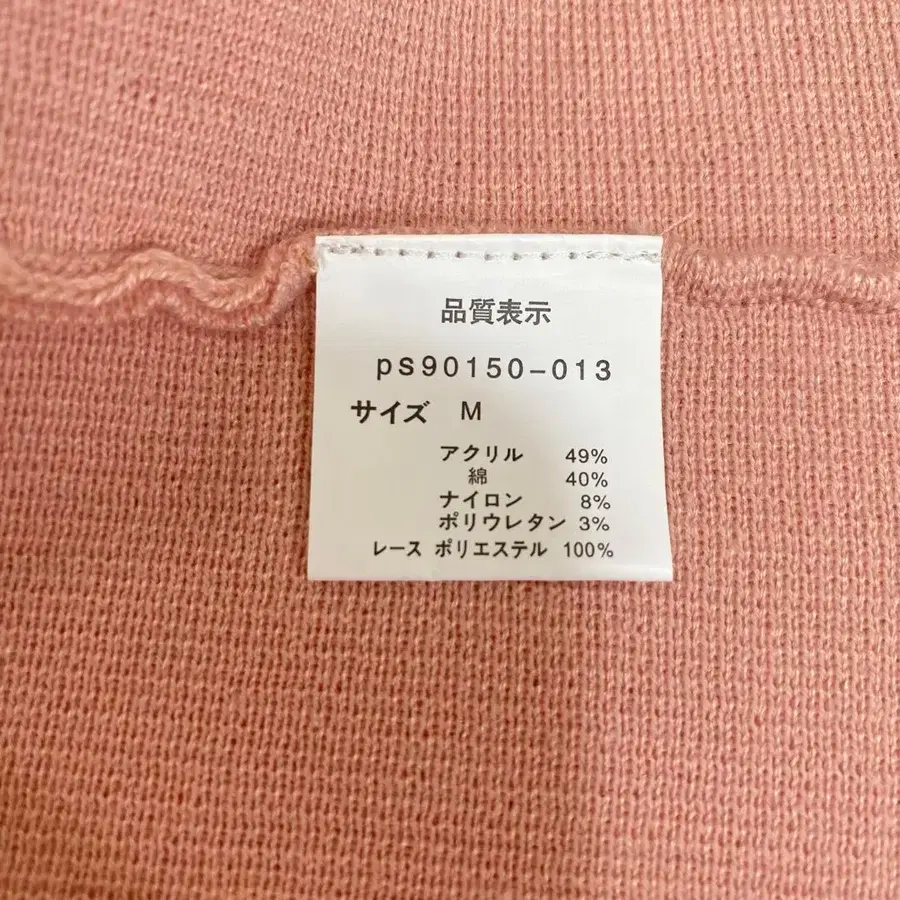 品質表示
ps90150-013
サイズ M
アクリル 49%
綿 40%
ナイロン 8%
ポリウレタン 3%
レース ポリエステル 100%